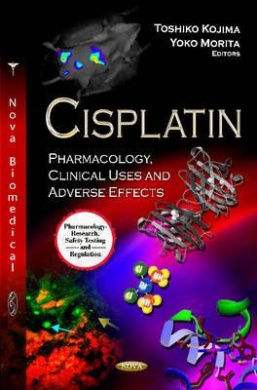 TOSHIKO KOJIMA
YOKO MORITA
EDITORS
Nova Biomedical
CISPLATIN
PHARMACOLOGY,
CLINICAL USES AND
ADVERSE EFFECTS
Pharmacology-
Research,
Safety Testing
and
Regulation
NOVA